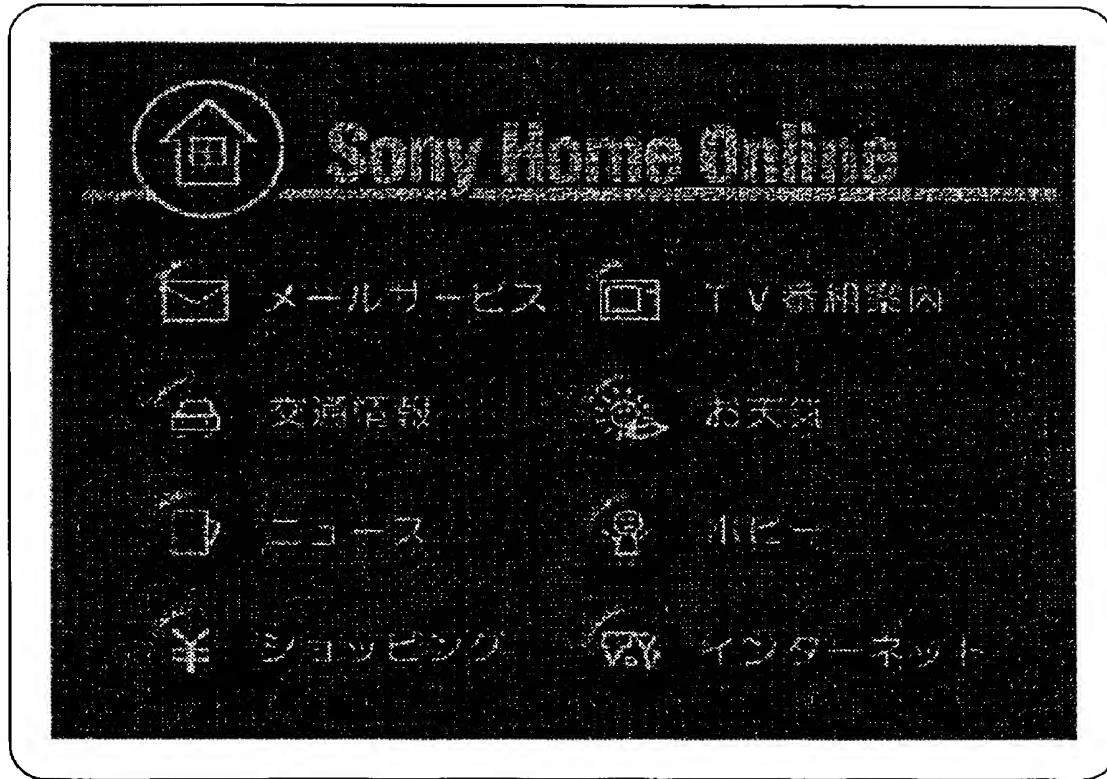 Sony Home Online
メールサービス TV番組案内
交通情報 お天気
ニュース ホビー
ショッピング インターネット